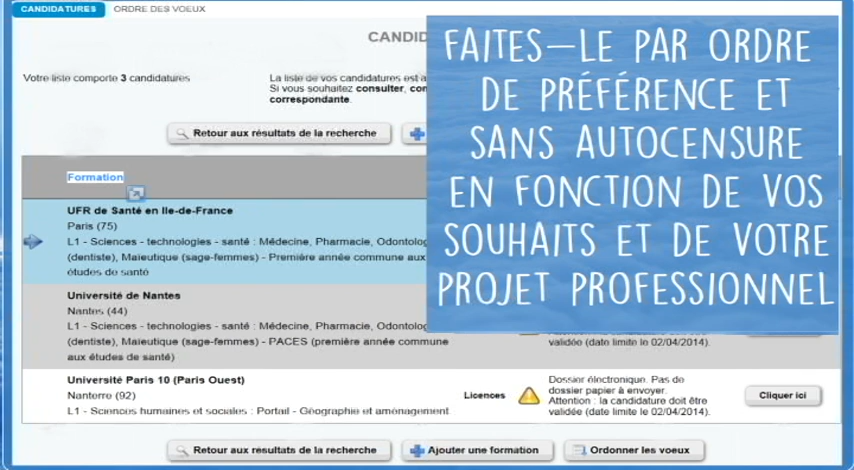 CANDIDATURES ORDRE DES VOEUX
CANDID
Votre liste comporte 3 candidatures
La liste de vos candidatures est a
Si vous souhaitez consulter, con
correspondante.
Retour aux résultats de la recherche
FAITES-LE PAR ORDRE
DE PRÉFÉRENCE ET
SANS AUTOCENSURE
EN FONCTION DE VOS
SOUHAITS ET DE VOTRE
PROJET PROFESSIONNEL
Formation
UFR de Santé en Ile-de-France
Paris (75)
L1 - Sciences - technologies - santé : Médecine, Pharmacie, Odontolog
(dentiste), Maieutique (sage-femmes) - Première année commune aux
études de santé
Université de Nantes
Nantes (44)
L1 - Sciences - technologies - santé : Médecine, Pharmacie, Odontolog
(dentiste), Maieutique (sage-femmes) - PACES (première année commune
aux études de santé)
validée (date limite le 02/04/2014).
Université Paris 10 (Paris Ouest)
Nanterre (92)
L1 - Sciences humaines et sociales : Portail - Géographie et aménagement
Licences
Dossier électronique. Pas de
dossier papier à envoyer.
Attention : la candidature doit être
validée (date limite le 02/04/2014).
Cliquer ici
Retour aux résultats de la recherche Ajouter une formation Ordonner les voeux